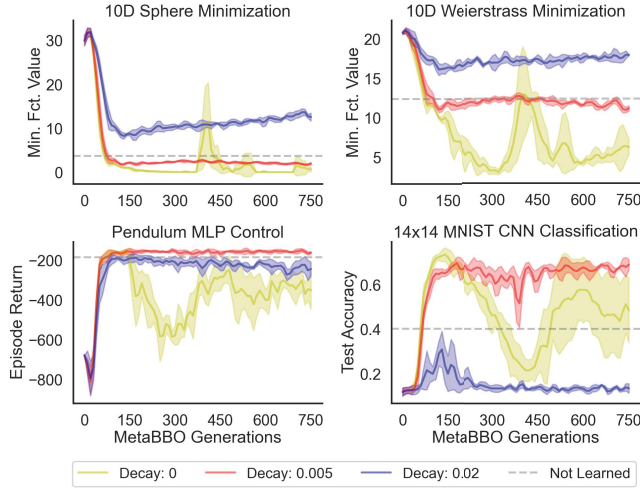 10D Sphere Minimization
Min. Fct. Value
30
20
10
0
0 150 300 450 600 750
10D Weierstrass Minimization
Min. Fct. Value
20
15
10
5
0 150 300 450 600 750
Pendulum MLP Control
Episode Return
−200
−400
−600
−800
0 150 300 450 600 750
MetaBBO Generations
14x14 MNIST CNN Classification
Test Accuracy
0.6
0.4
0.2
0 150 300 450 600 750
MetaBBO Generations
Decay: 0 Decay: 0.005 Decay: 0.02 Not Learned